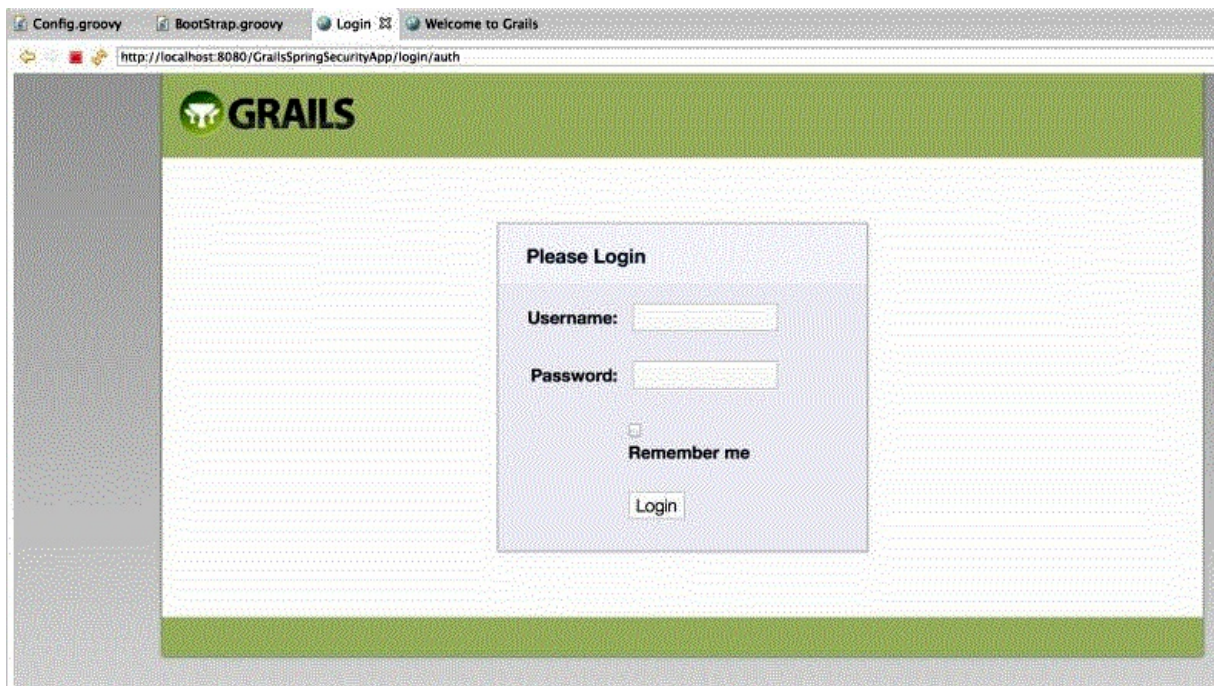 Config.groovy BootStrap.groovy Login Welcome to Grails
http://localhost:8080/GrailsSpringSecurityApp/login/auth
GRAILS
Please Login
Username:
Password:
Remember me
Login